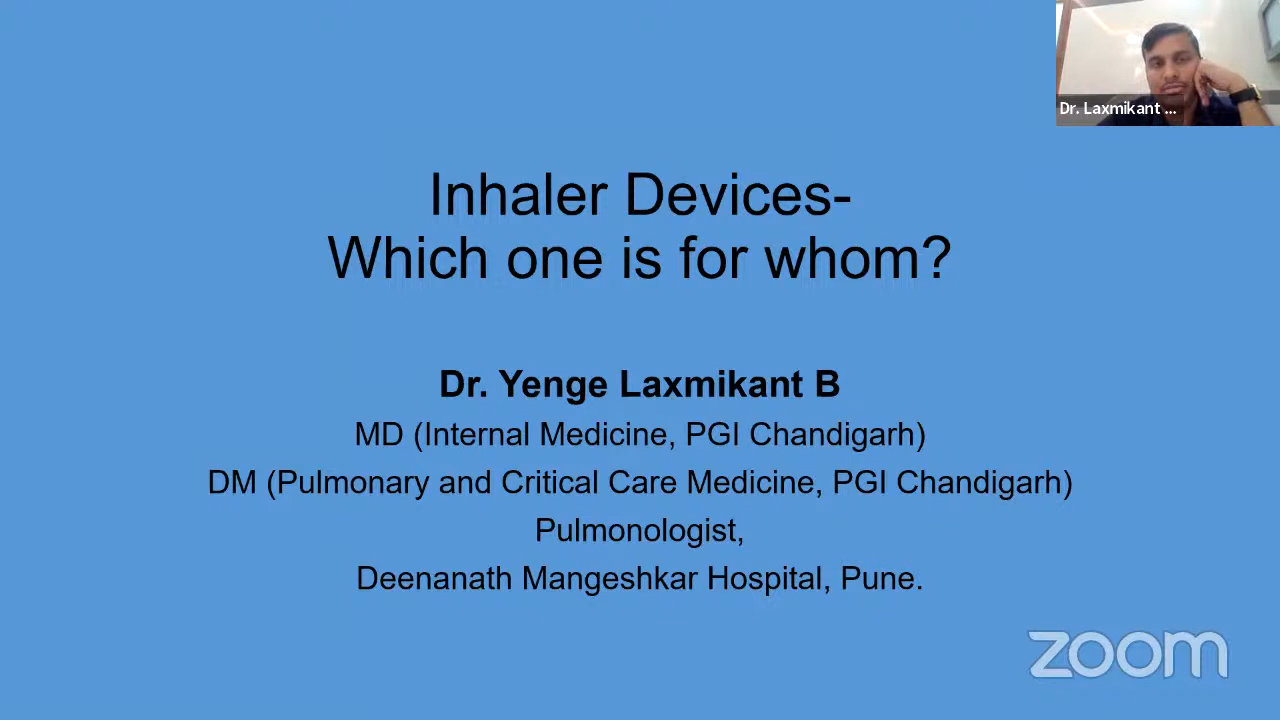 Dr. Laxmikant ...
Inhaler Devices-
Which one is for whom?
Dr. Yenge Laxmikant B
MD (Internal Medicine, PGI Chandigarh)
DM (Pulmonary and Critical Care Medicine, PGI Chandigarh)
Pulmonologist,
Deenanath Mangeshkar Hospital, Pune.
zoom